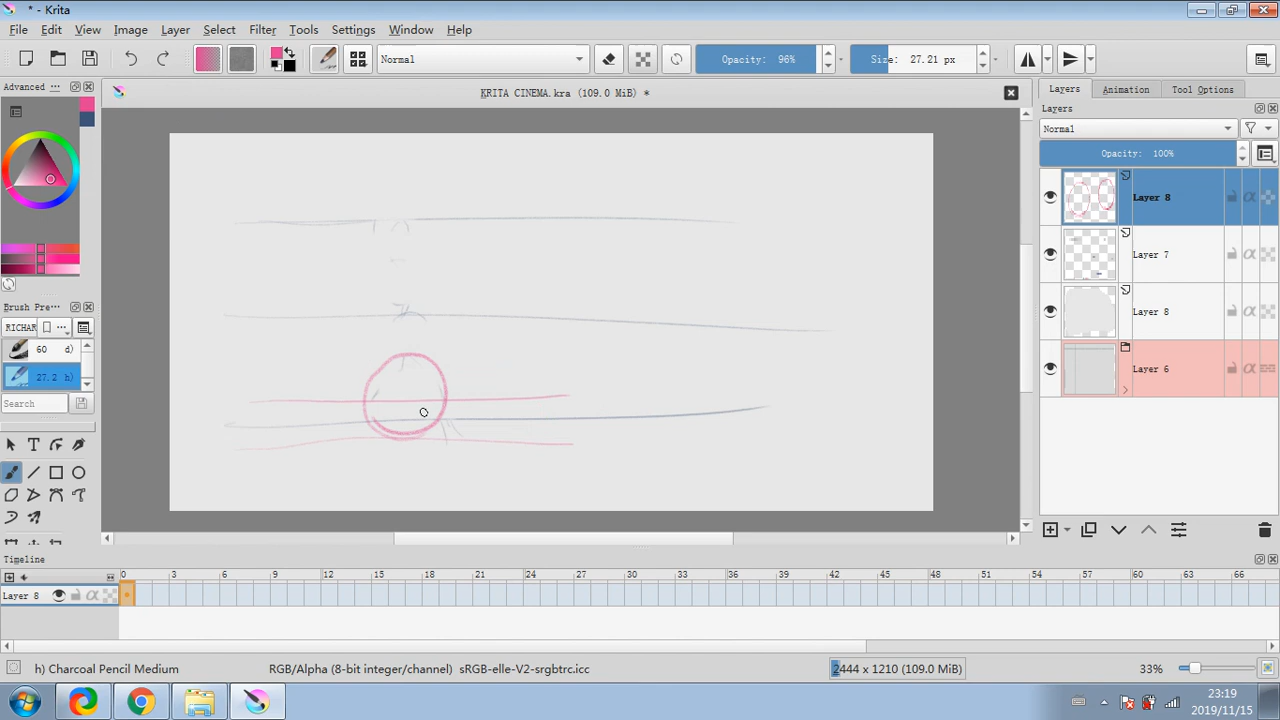 * - Krita
File Edit View Image Layer Select Filter Tools Settings Window Help
Normal Opacity: 96% Size: 27.21 px
Advanced ···
KRITA CINEMA.kra (109.0 MiB) *
Layers Animation Tool Options
Layers
Normal
Opacity: 100%
Layer 8
Layer 7
Layer 8
Layer 6
Brush Pre···
RICHAR ···
60 d)
27.2 h)
Search
Timeline
0 3 6 9 12 15 18 21 24 27 30 33 36 39 42 45 48 51 54 57 60 63 66
Layer 8
h) Charcoal Pencil Medium RGB/Alpha (8-bit integer/channel) sRGB-elle-V2-srgbtrc.icc 2444 x 1210 (109.0 MiB) 33%
23:19
2019/11/15